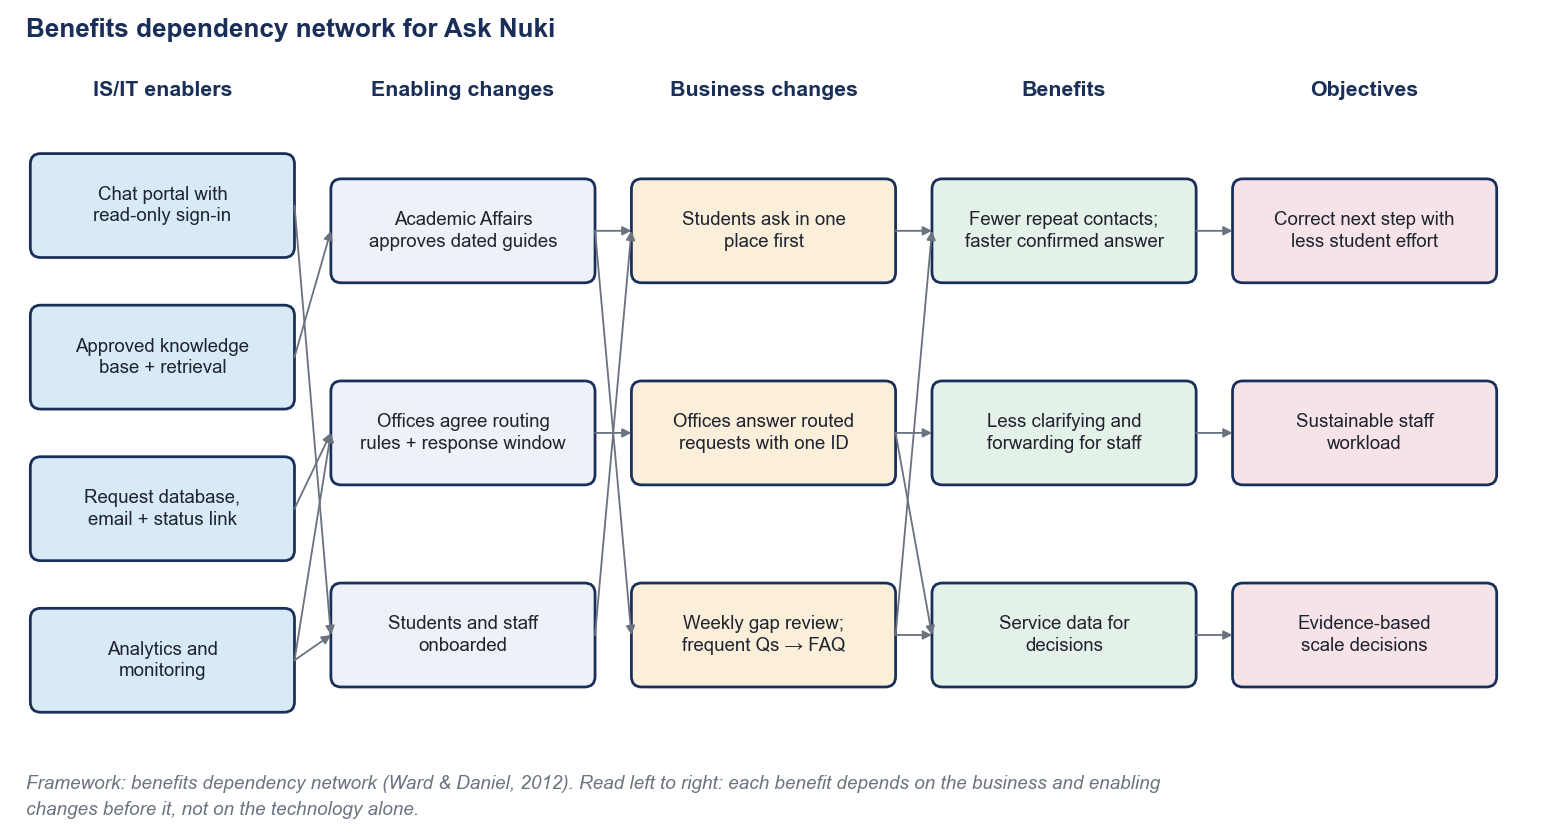 Benefits dependency network for Ask Nuki
IS/IT enablers
Enabling changes
Business changes
Benefits
Objectives
Chat portal with
read-only sign-in
Approved knowledge
base + retrieval
Request database,
email + status link
Analytics and
monitoring
Academic Affairs
approves dated guides
Offices agree routing
rules + response window
Students and staff
onboarded
Students ask in one
place first
Offices answer routed
requests with one ID
Weekly gap review;
frequent Qs → FAQ
Fewer repeat contacts;
faster confirmed answer
Less clarifying and
forwarding for staff
Service data for
decisions
Correct next step with
less student effort
Sustainable staff
workload
Evidence-based
scale decisions
Framework: benefits dependency network (Ward & Daniel, 2012). Read left to right: each benefit depends on the business and enabling
changes before it, not on the technology alone.